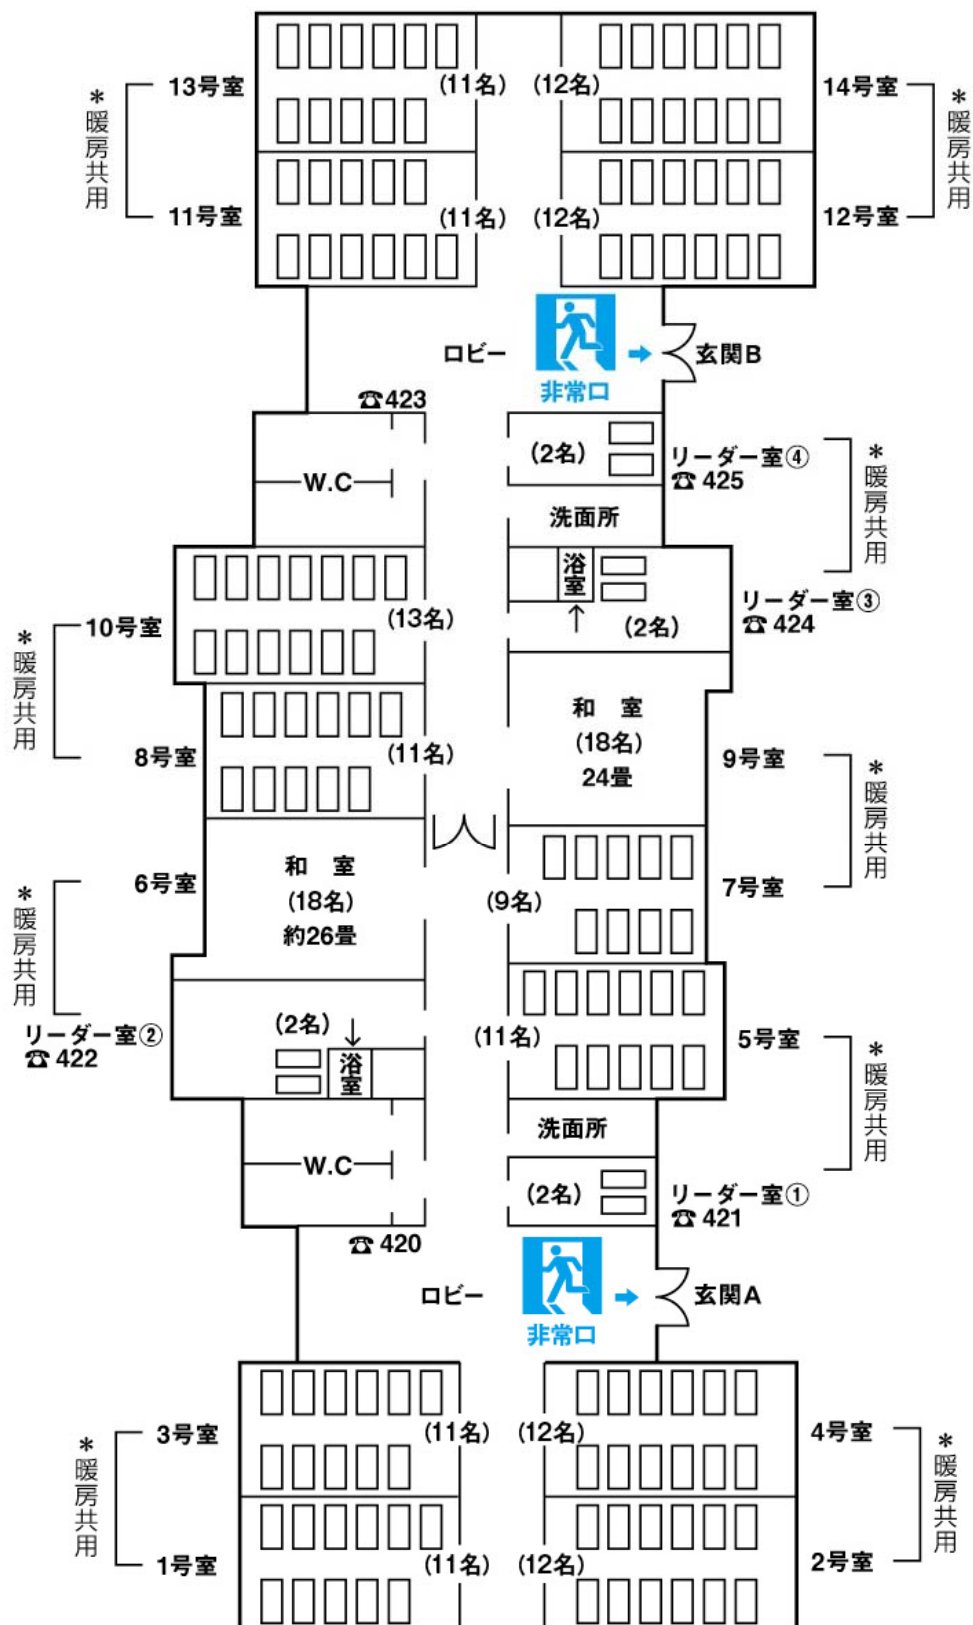 13号室
(11名)
(12名)
14号室
＊暖房共用
＊暖房共用
11号室
(11名)
(12名)
12号室
ロビー
非常口
玄関B
☎423
(2名)
リーダー室④
☎ 425
W.C
洗面所
＊暖房共用
浴室
リーダー室③
☎ 424
(2名)
10号室
(13名)
＊暖房共用
和 室
(18名)
24畳
8号室
(11名)
9号室
＊暖房共用
和 室
(18名)
約26畳
6号室
(9名)
7号室
＊暖房共用
リーダー室②
☎ 422
(2名)
浴室
(11名)
5号室
＊暖房共用
洗面所
W.C
(2名)
リーダー室①
☎ 421
☎ 420
ロビー
非常口
玄関A
3号室
(11名)
(12名)
4号室
＊暖房共用
＊暖房共用
1号室
(11名)
(12名)
2号室